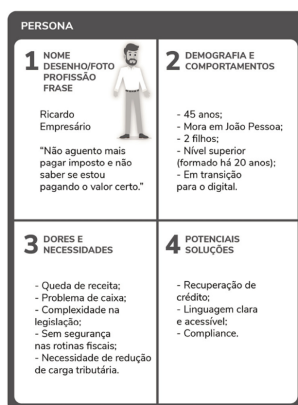 PERSONA
1 NOME
DESENHO/FOTO
PROFISSÃO
FRASE
Ricardo
Empresário
"Não aguento mais
pagar imposto e não
saber se estou
pagando o valor certo."
2 DEMOGRAFIA E
COMPORTAMENTOS
- 45 anos;
- Mora em João Pessoa;
- 2 filhos;
- Nível superior
(formado há 20 anos);
- Em transição
para o digital.
3 DORES E
NECESSIDADES
- Queda de receita;
- Problema de caixa;
- Complexidade na
legislação;
- Sem segurança
nas rotinas fiscais;
- Necessidade de redução
de carga tributária.
4 POTENCIAIS
SOLUÇÕES
- Recuperação de
crédito;
- Linguagem clara
e acessível;
- Compliance.